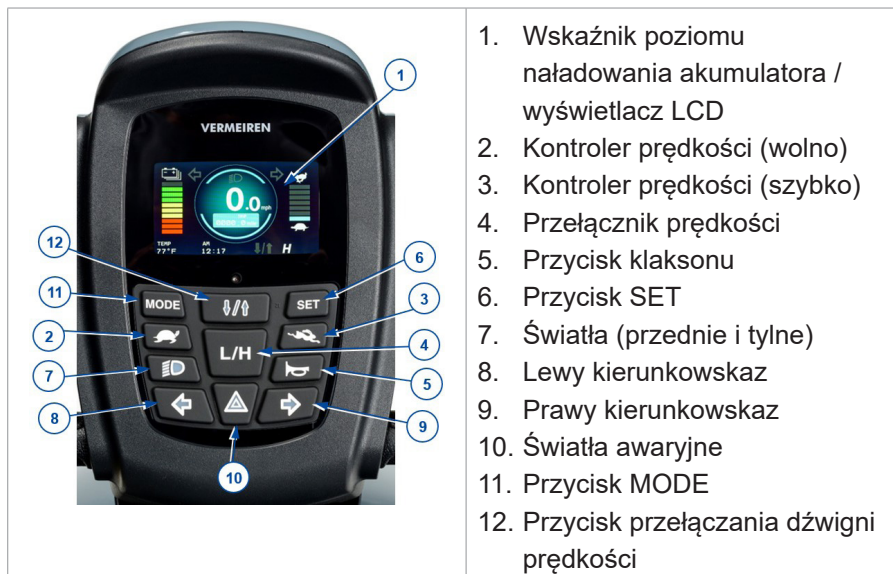 VERMEIREN
0.0 mph
TEMP
77°F
AM
12:17
H
MODE
SET
L/H
1
12
6
11
3
2
4
7
5
8
9
10
1. Wskaźnik poziomu
naładowania akumulatora /
wyświetlacz LCD
2. Kontroler prędkości (wolno)
3. Kontroler prędkości (szybko)
4. Przełącznik prędkości
5. Przycisk klaksonu
6. Przycisk SET
7. Światła (przednie i tylne)
8. Lewy kierunkowskaz
9. Prawy kierunkowskaz
10. Światła awaryjne
11. Przycisk MODE
12. Przycisk przełączania dźwigni
prędkości